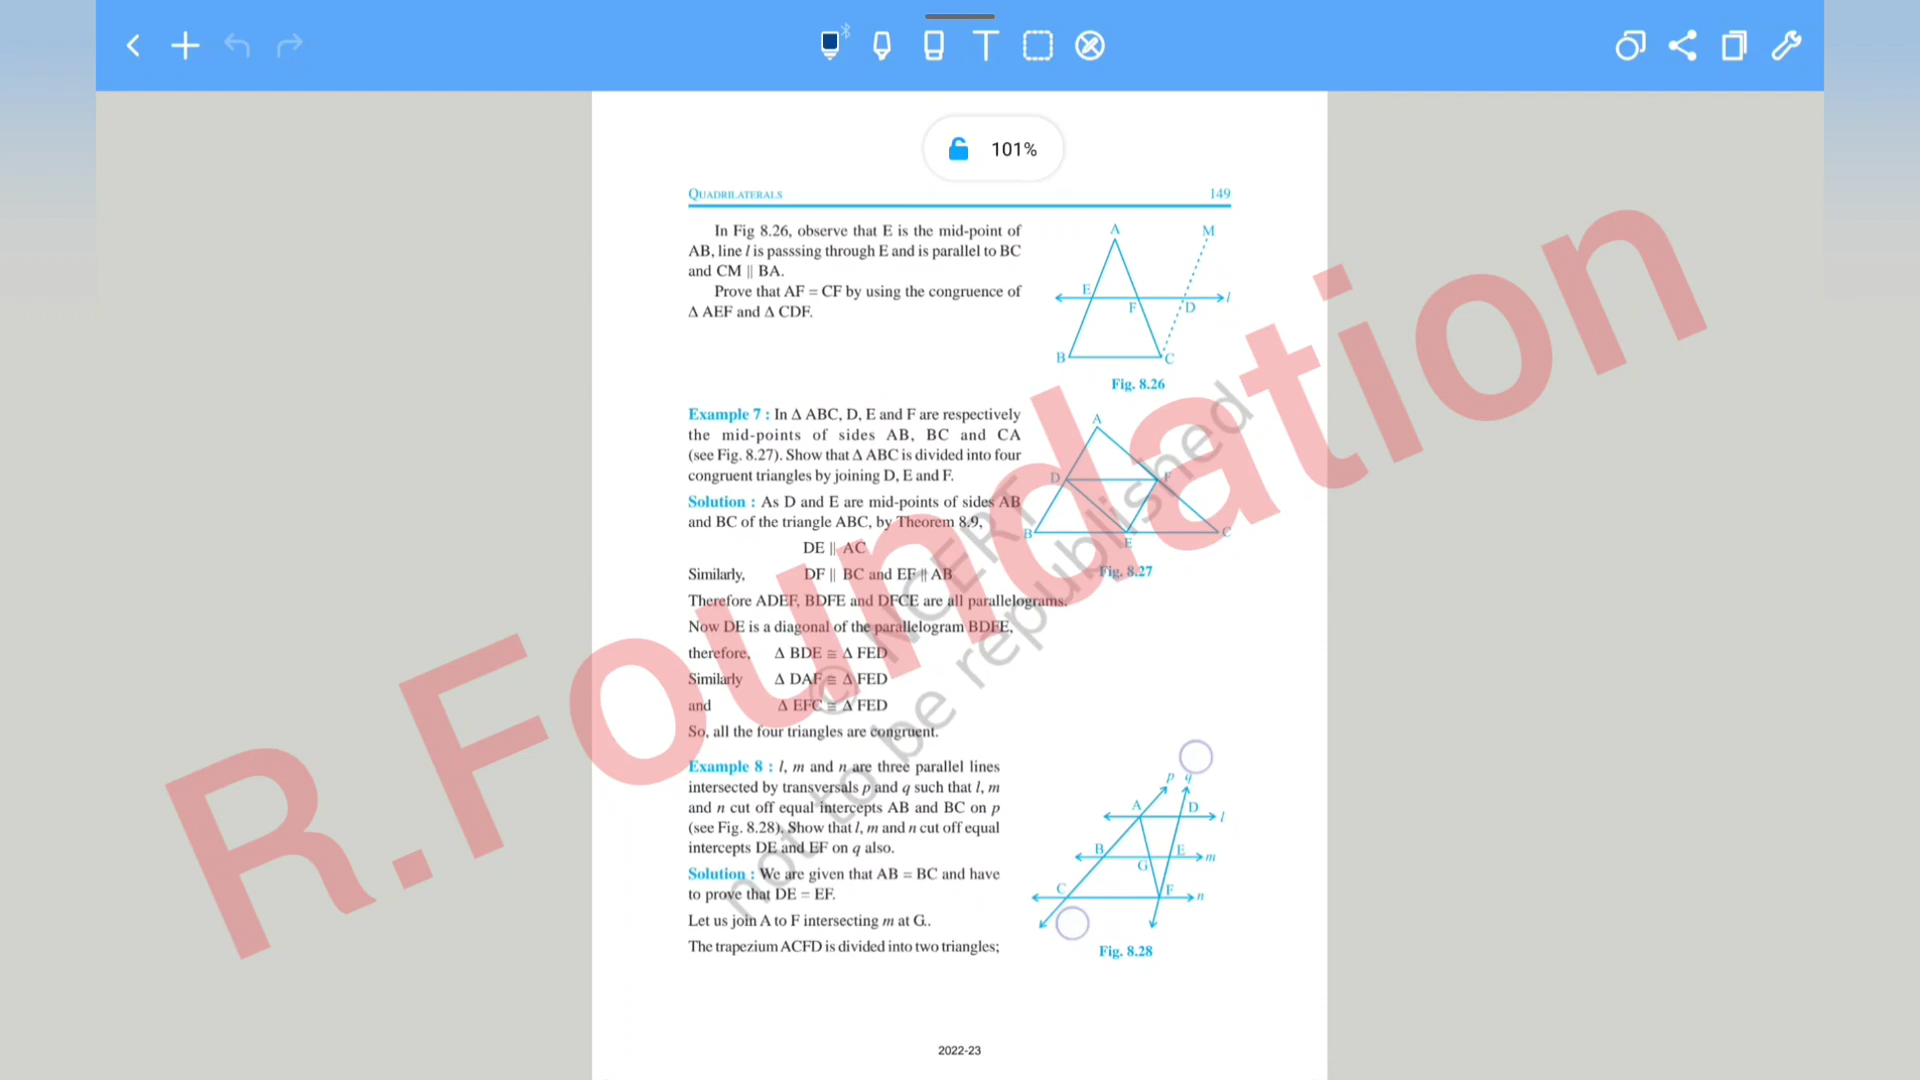 101%
QUADRILATERALS 149
In Fig 8.26, observe that E is the mid-point of
AB, line l is passsing through E and is parallel to BC
and CM || BA.
Prove that AF = CF by using the congruence of
Δ AEF and Δ CDF.
A
M
E
l
F
D
B
C
Fig. 8.26
Example 7 : In Δ ABC, D, E and F are respectively
the mid-points of sides AB, BC and CA
(see Fig. 8.27). Show that Δ ABC is divided into four
congruent triangles by joining D, E and F.
Solution : As D and E are mid-points of sides AB
and BC of the triangle ABC, by Theorem 8.9,
DE || AC
Similarly, DF || BC and EF || AB
Therefore ADEF, BDFE and DFCE are all parallelograms.
Now DE is a diagonal of the parallelogram BDFE,
therefore, Δ BDE ≅ Δ FED
Similarly Δ DAF ≅ Δ FED
and Δ EFC ≅ Δ FED
So, all the four triangles are congruent.
A
D
F
B
E
C
Fig. 8.27
Example 8 : l, m and n are three parallel lines
intersected by transversals p and q such that l, m
and n cut off equal intercepts AB and BC on p
(see Fig. 8.28). Show that l, m and n cut off equal
intercepts DE and EF on q also.
Solution : We are given that AB = BC and have
to prove that DE = EF.
Let us join A to F intersecting m at G..
The trapezium ACFD is divided into two triangles;
p q
A
D
l
B
E
m
G
C
F
n
Fig. 8.28
2022-23
R.Foundation
© NCERT
not to be republished